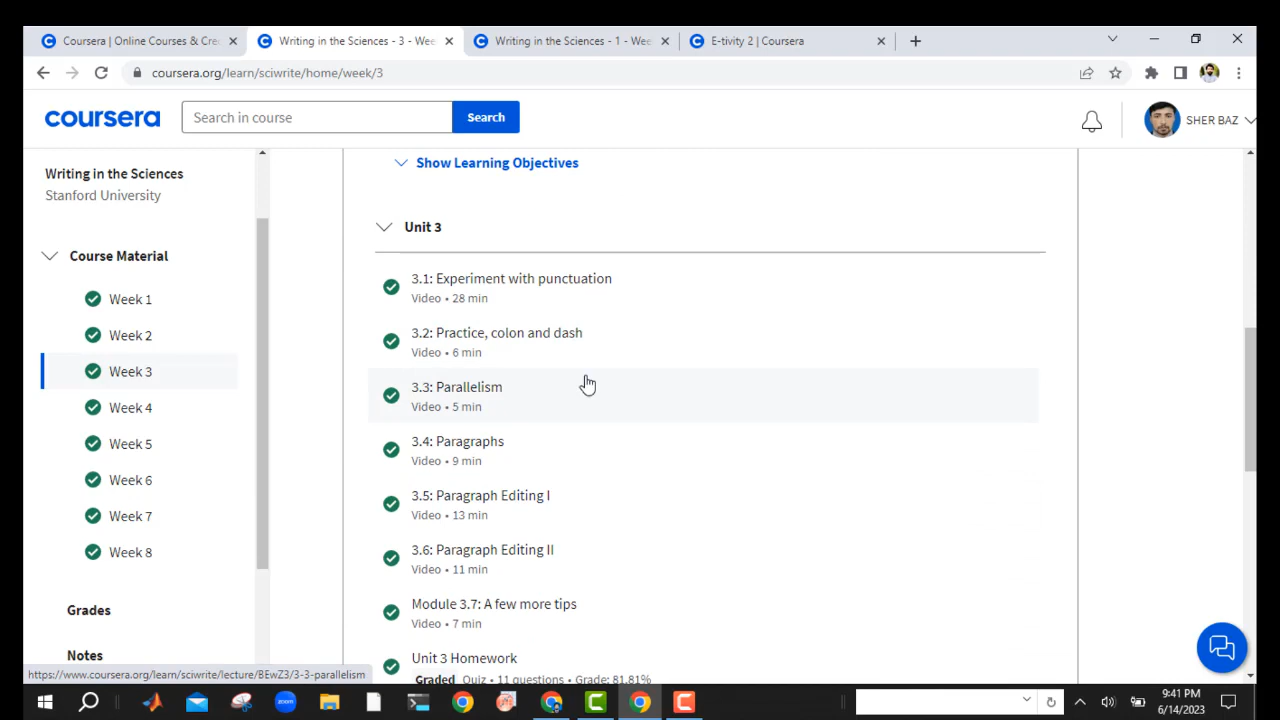 Coursera | Online Courses & Cre
Writing in the Sciences - 3 - Wee
Writing in the Sciences - 1 - Wee
E-tivity 2 | Coursera
coursera.org/learn/sciwrite/home/week/3
coursera
Search in course
Search
SHER BAZ
Writing in the Sciences
Stanford University
Course Material
Week 1
Week 2
Week 3
Week 4
Week 5
Week 6
Week 7
Week 8
Grades
Notes
Show Learning Objectives
Unit 3
3.1: Experiment with punctuation
Video • 28 min
3.2: Practice, colon and dash
Video • 6 min
3.3: Parallelism
Video • 5 min
3.4: Paragraphs
Video • 9 min
3.5: Paragraph Editing I
Video • 13 min
3.6: Paragraph Editing II
Video • 11 min
Module 3.7: A few more tips
Video • 7 min
Unit 3 Homework
Graded Quiz • 11 questions • Grade: 81.81%
https://www.coursera.org/learn/sciwrite/lecture/BEwZ3/3-3-parallelism
zoom
9:41 PM
6/14/2023